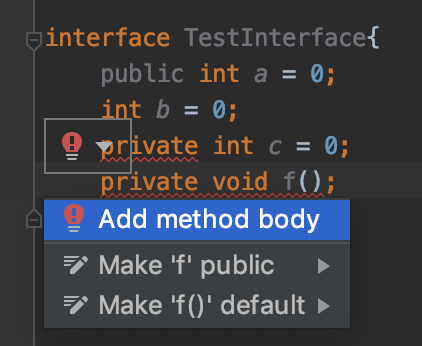 interface TestInterface{
public int a = 0;
int b = 0;
private int c = 0;
private void f();
Add method body
Make 'f' public
Make 'f()' default